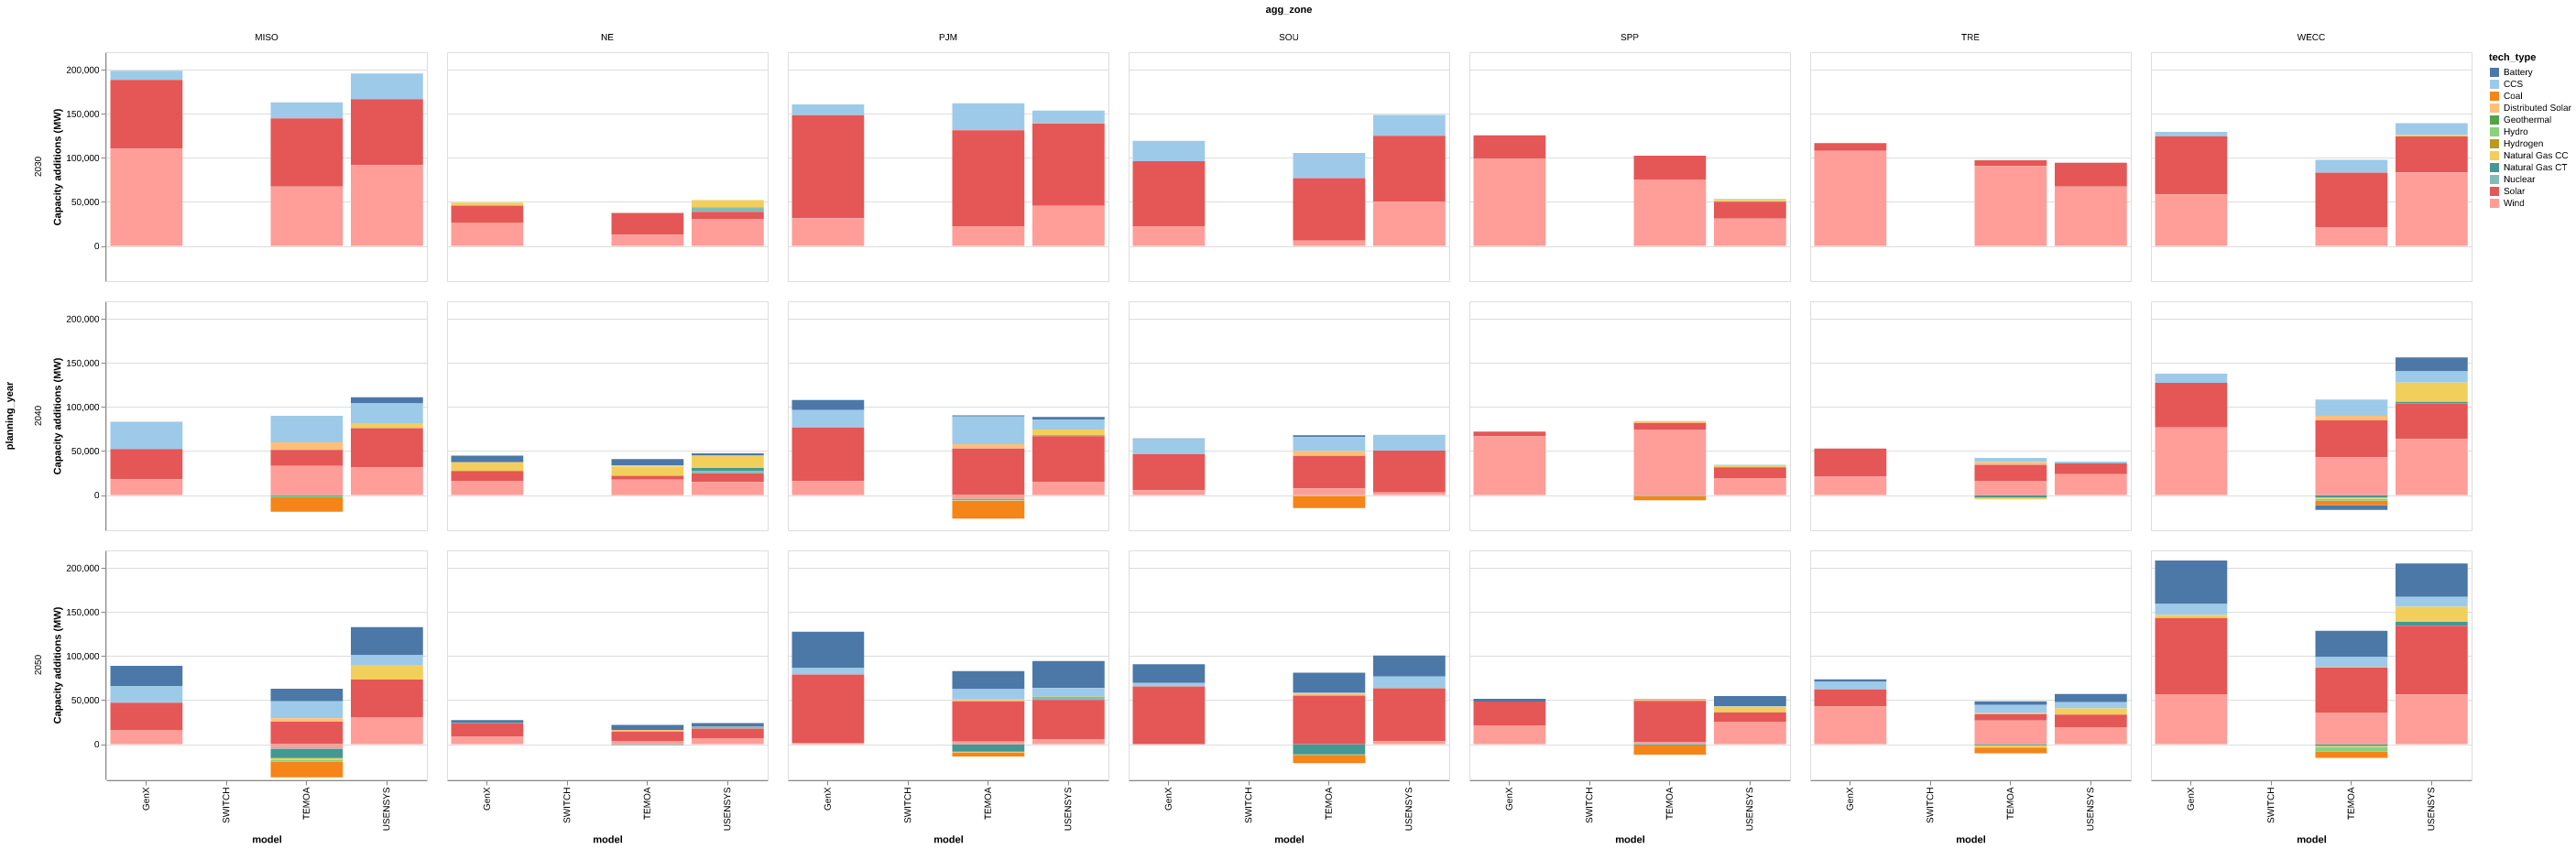 agg_zone
MISO NE PJM SOU SPP TRE WECC
tech_type
Battery
CCS
Coal
Distributed Solar
Geothermal
Hydro
Hydrogen
Natural Gas CC
Natural Gas CT
Nuclear
Solar
Wind
planning_year
2030
Capacity additions (MW)
200,000
150,000
100,000
50,000
0
2040
Capacity additions (MW)
200,000
150,000
100,000
50,000
0
2050
Capacity additions (MW)
200,000
150,000
100,000
50,000
0
GenX SWITCH TEMOA USENSYS GenX SWITCH TEMOA USENSYS GenX SWITCH TEMOA USENSYS GenX SWITCH TEMOA USENSYS GenX SWITCH TEMOA USENSYS GenX SWITCH TEMOA USENSYS GenX SWITCH TEMOA USENSYS
model model model model model model model